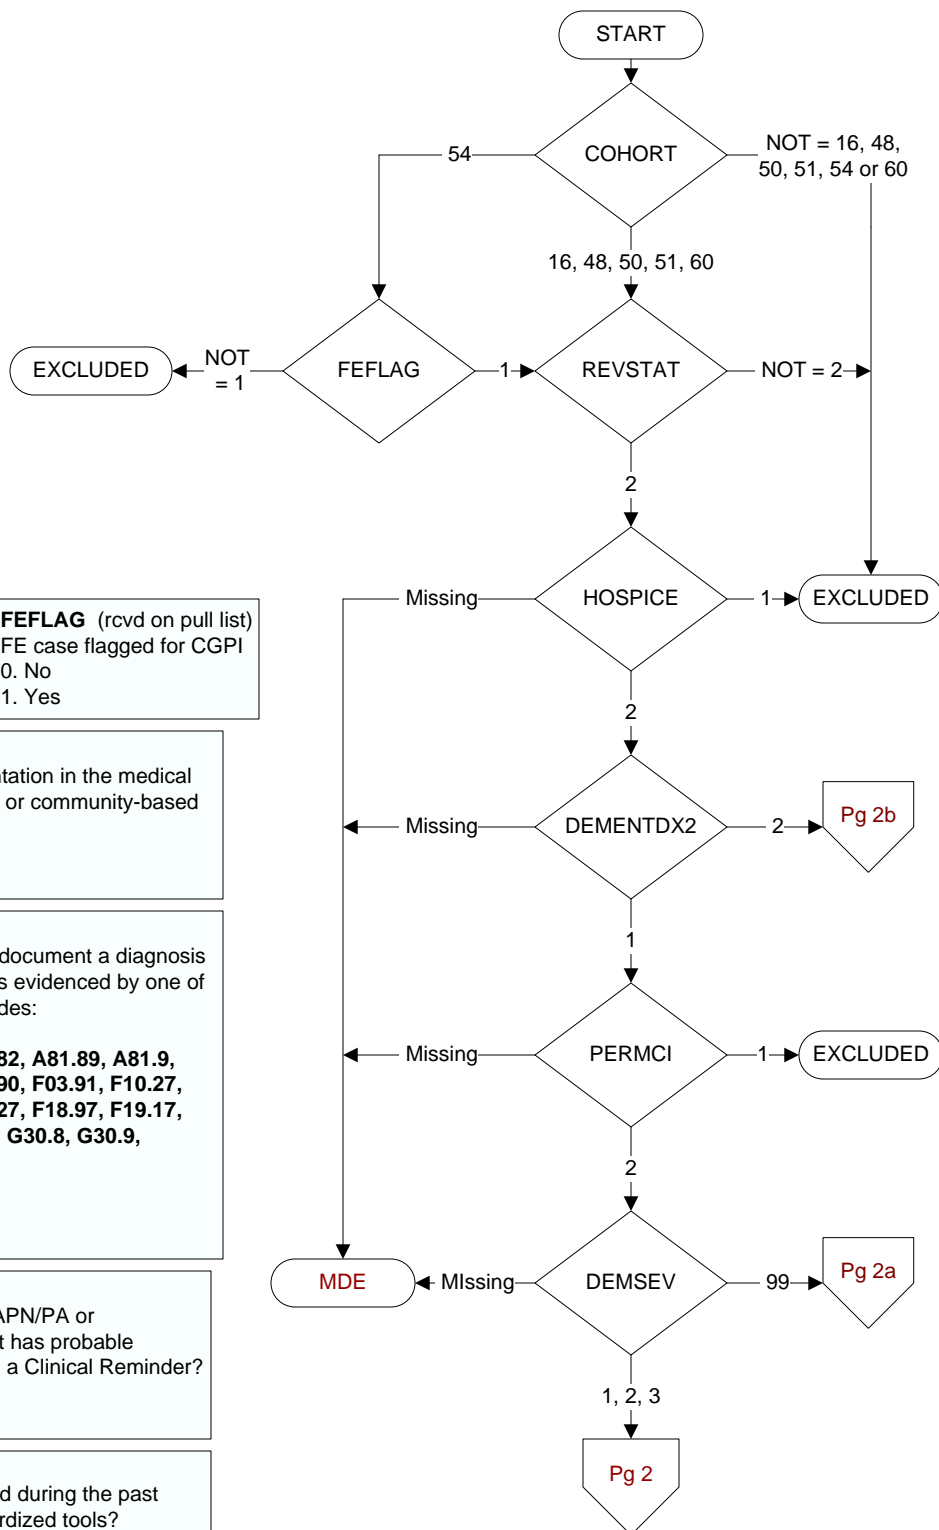 START
COHORT
54
NOT = 16, 48,
50, 51, 54 or 60
16, 48, 50, 51, 60
EXCLUDED
NOT
= 1
FEFLAG
1
REVSTAT
NOT = 2
2
Missing
HOSPICE
1
EXCLUDED
FEFLAG (rcvd on pull list)
FE case flagged for CGPI
0. No
1. Yes
2
ntation in the medical
or community-based
Missing
DEMENTDX2
2
Pg 2b
document a diagnosis
s evidenced by one of
des:
82, A81.89, A81.9,
90, F03.91, F10.27,
27, F18.97, F19.17,
G30.8, G30.9,
1
Missing
PERMCI
1
EXCLUDED
2
MDE
MIssing
DEMSEV
99
Pg 2a
APN/PA or
t has probable
a Clinical Reminder?
1, 2, 3
Pg 2
d during the past
rdized tools?